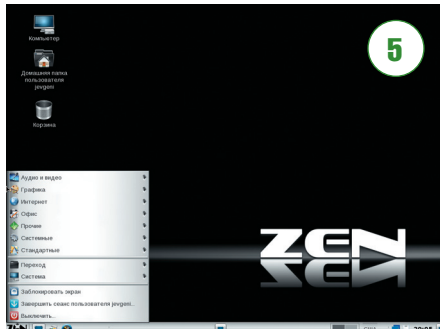 Компьютер
5
Домашняя папка
пользователя
jevgeni
Корзина
Аудио и видео
Графика
Интернет
Офис
Прочие
Системные
Стандартные
Переход
Система
Заблокировать экран
Завершить сеанс пользователя jevgeni...
Выключить...
ZEN
ZEN